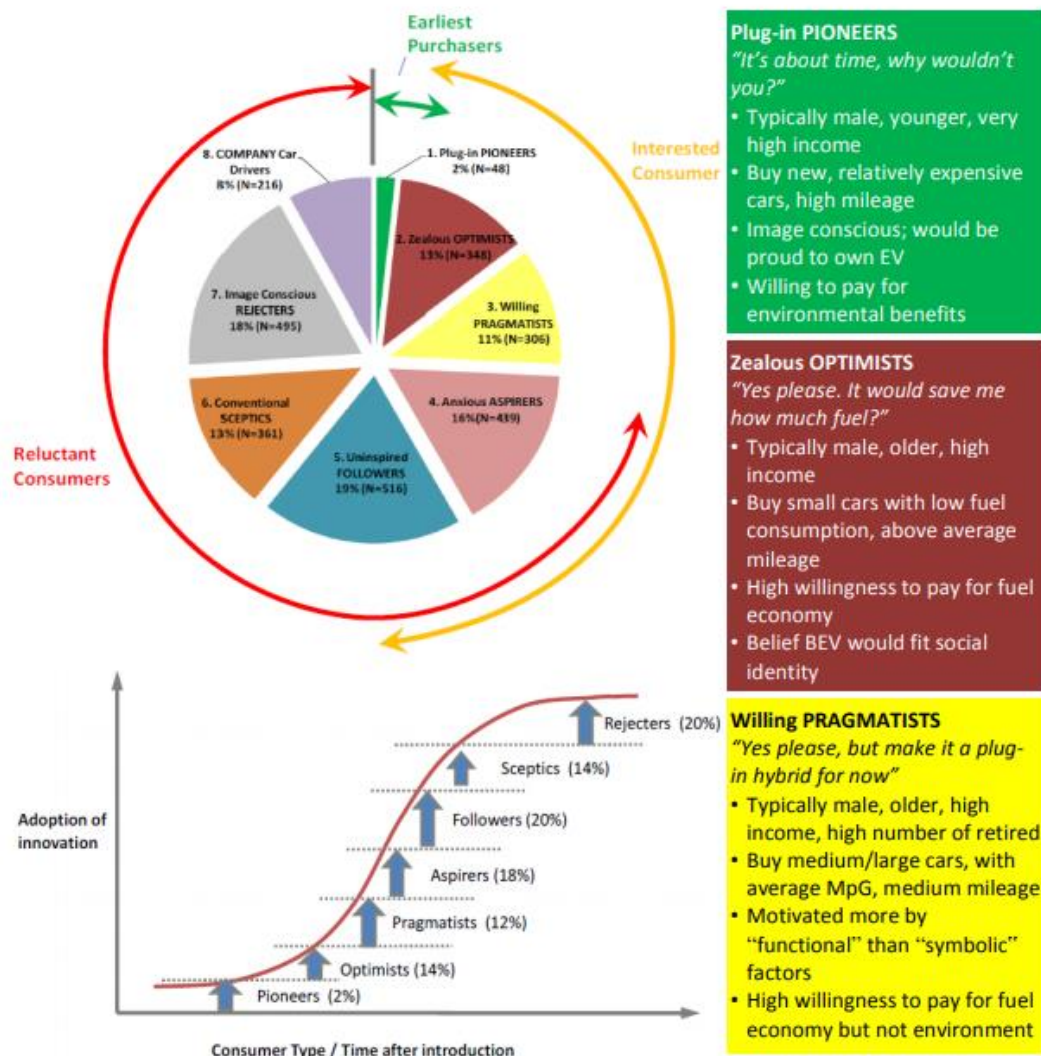 Earliest
Purchasers
Interested
Consumer
Reluctant
Consumers
1. Plug-in PIONEERS
2% (N=48)
2. Zealous OPTIMISTS
13% (N=348)
3. Willing
PRAGMATISTS
11% (N=306)
4. Anxious ASPIRERS
16%(N=439)
5. Uninspired
FOLLOWERS
19% (N=516)
6. Conventional
SCEPTICS
13% (N=361)
7. Image Conscious
REJECTERS
18% (N=495)
8. COMPANY Car
Drivers
8% (N=216)
Plug-in PIONEERS
"It's about time, why wouldn't
you?"
• Typically male, younger, very
high income
• Buy new, relatively expensive
cars, high mileage
• Image conscious; would be
proud to own EV
• Willing to pay for
environmental benefits
Zealous OPTIMISTS
"Yes please. It would save me
how much fuel?"
• Typically male, older, high
income
• Buy small cars with low fuel
consumption, above average
mileage
• High willingness to pay for fuel
economy
• Belief BEV would fit social
identity
Willing PRAGMATISTS
"Yes please, but make it a plug-
in hybrid for now"
• Typically male, older, high
income, high number of retired
• Buy medium/large cars, with
average MpG, medium mileage
• Motivated more by
"functional" than "symbolic"
factors
• High willingness to pay for fuel
economy but not environment
Adoption of
innovation
Rejecters (20%)
Sceptics (14%)
Followers (20%)
Aspirers (18%)
Pragmatists (12%)
Optimists (14%)
Pioneers (2%)
Consumer Type / Time after introduction